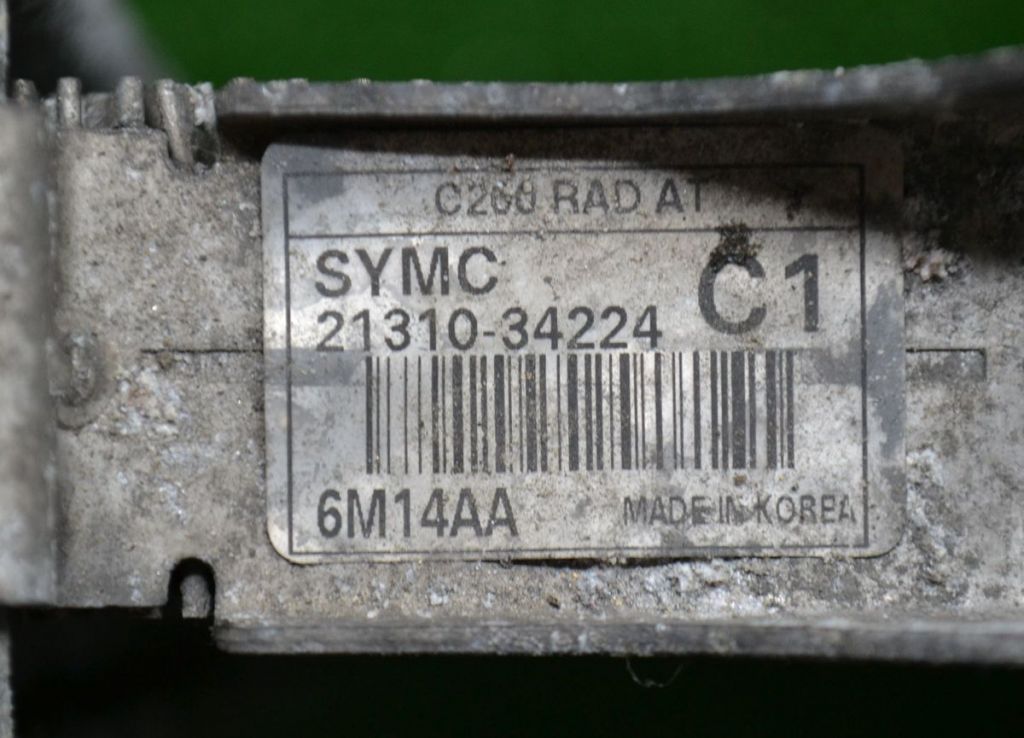 C200 RAD AT
SYMC
C1
21310-34224
6M14AA
MADE IN KOREA